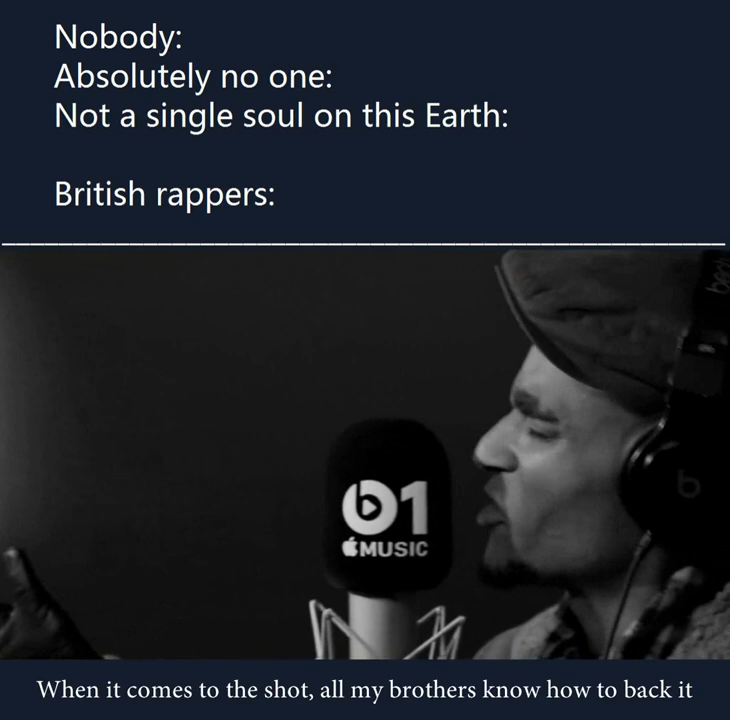 Nobody:
Absolutely no one:
Not a single soul on this Earth:
British rappers:
b1
MUSIC
b
When it comes to the shot, all my brothers know how to back it